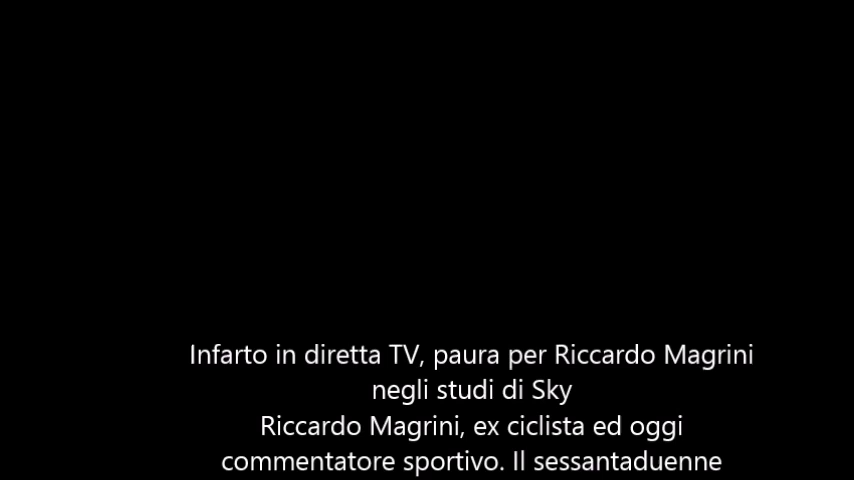 Infarto in diretta TV, paura per Riccardo Magrini
negli studi di Sky
Riccardo Magrini, ex ciclista ed oggi
commentatore sportivo. Il sessantaduenne